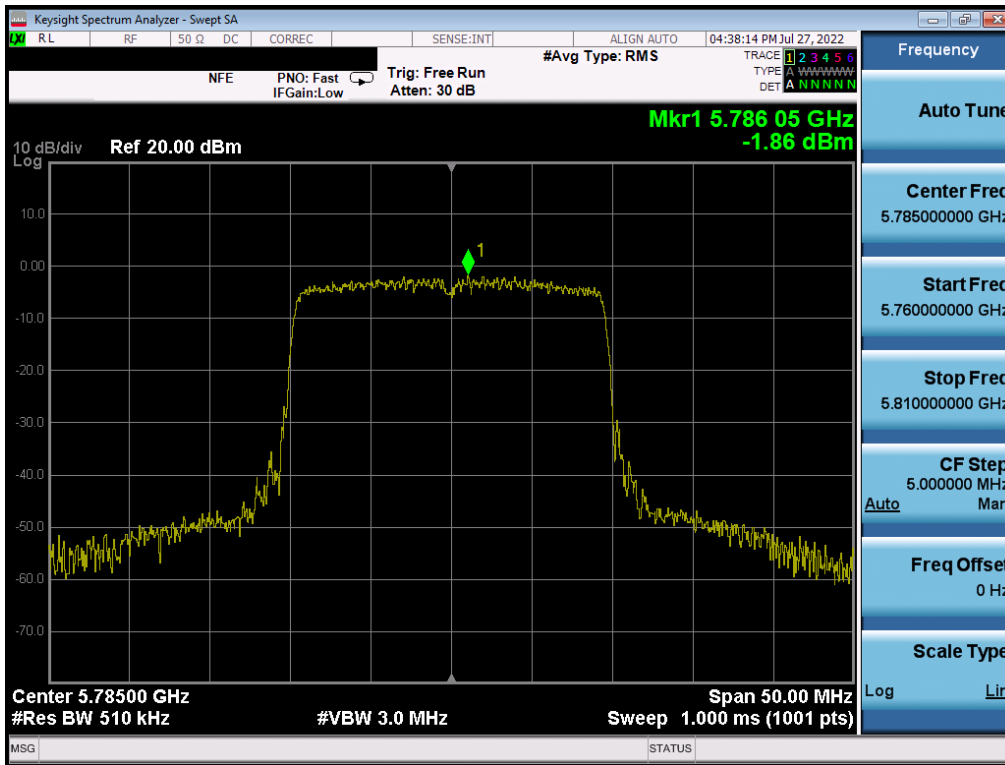 Keysight Spectrum Analyzer - Swept SA
LXI RL RF 50 Ω DC CORREC SENSE:INT ALIGN AUTO 04:38:14 PM Jul 27, 2022
#Avg Type: RMS TRACE 1 2 3 4 5 6
NFE PNO: Fast Trig: Free Run TYPE A WWWWW
IFGain:Low Atten: 30 dB DET A N N N N N
Mkr1 5.786 05 GHz
-1.86 dBm
10 dB/div Ref 20.00 dBm
Log
1
10.0
0.00
-10.0
-20.0
-30.0
-40.0
-50.0
-60.0
-70.0
Center 5.78500 GHz Span 50.00 MHz
#Res BW 510 kHz #VBW 3.0 MHz Sweep 1.000 ms (1001 pts)
MSG STATUS
Frequency
Auto Tune
Center Freq
5.785000000 GHz
Start Freq
5.760000000 GHz
Stop Freq
5.810000000 GHz
CF Step
5.000000 MHz
Auto Man
Freq Offset
0 Hz
Scale Type
Log Lin